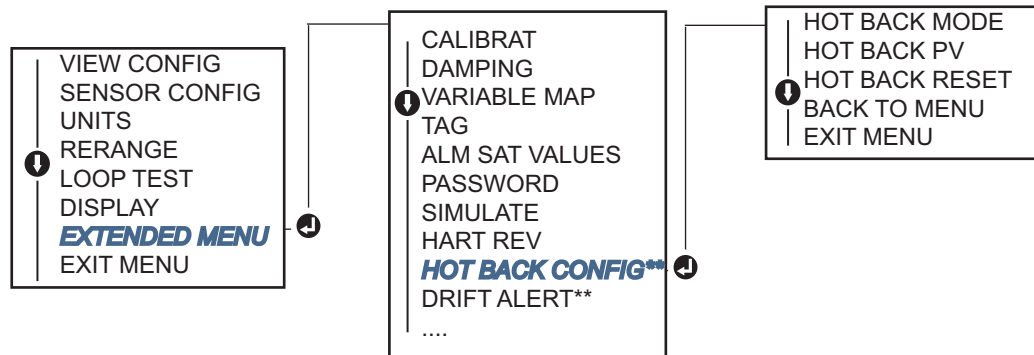 VIEW CONFIG
SENSOR CONFIG
UNITS
RERANGE
LOOP TEST
DISPLAY
EXTENDED MENU
EXIT MENU
CALIBRAT
DAMPING
VARIABLE MAP
TAG
ALM SAT VALUES
PASSWORD
SIMULATE
HART REV
HOT BACK CONFIG**
DRIFT ALERT**
....
HOT BACK MODE
HOT BACK PV
HOT BACK RESET
BACK TO MENU
EXIT MENU